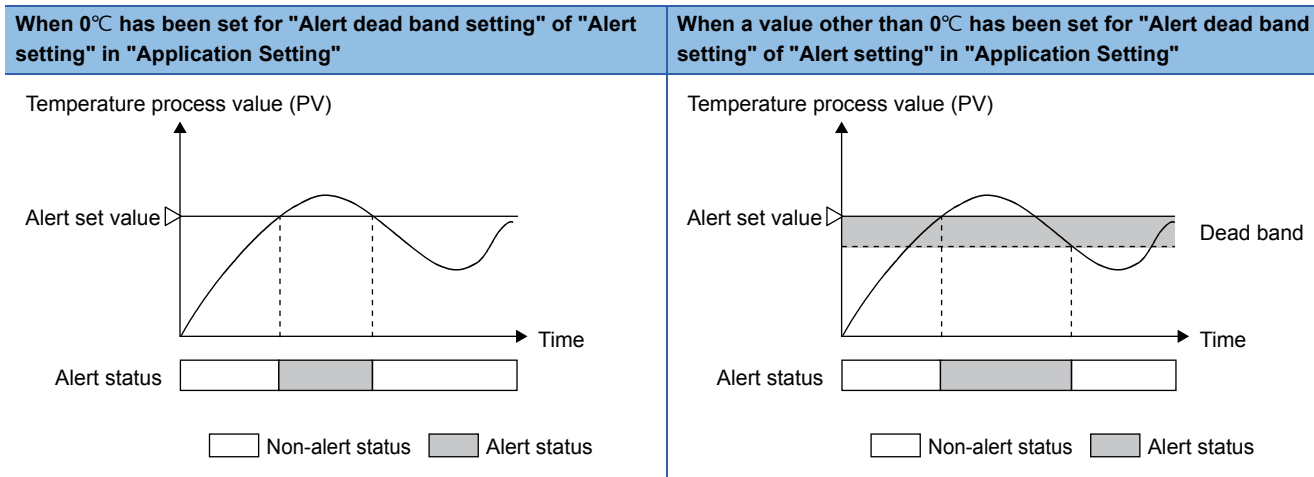 When 0℃ has been set for "Alert dead band setting" of "Alert
setting" in "Application Setting"
Temperature process value (PV)
Alert set value
Time
Alert status
Non-alert status
Alert status
When a value other than 0℃ has been set for "Alert dead band
setting" of "Alert setting" in "Application Setting"
Temperature process value (PV)
Alert set value
Dead band
Time
Alert status
Non-alert status
Alert status